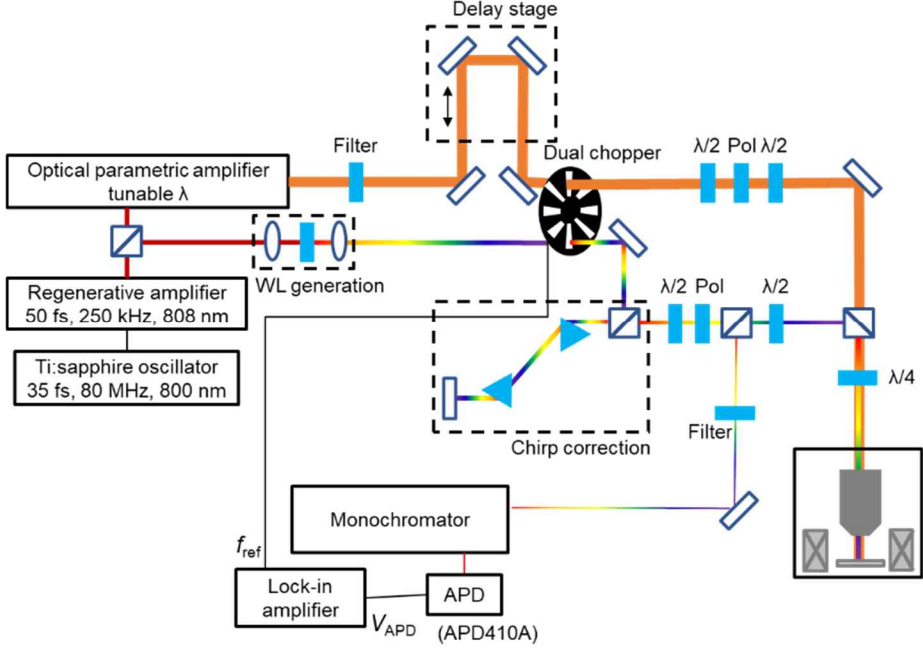 Delay stage
Filter
Dual chopper
λ/2 Pol λ/2
Optical parametric amplifier
tunable λ
WL generation
Regenerative amplifier
50 fs, 250 kHz, 808 nm
λ/2 Pol
λ/2
Ti:sapphire oscillator
35 fs, 80 MHz, 800 nm
λ/4
Chirp correction
Filter
Monochromator
fref
Lock-in
amplifier
VAPD
APD
(APD410A)